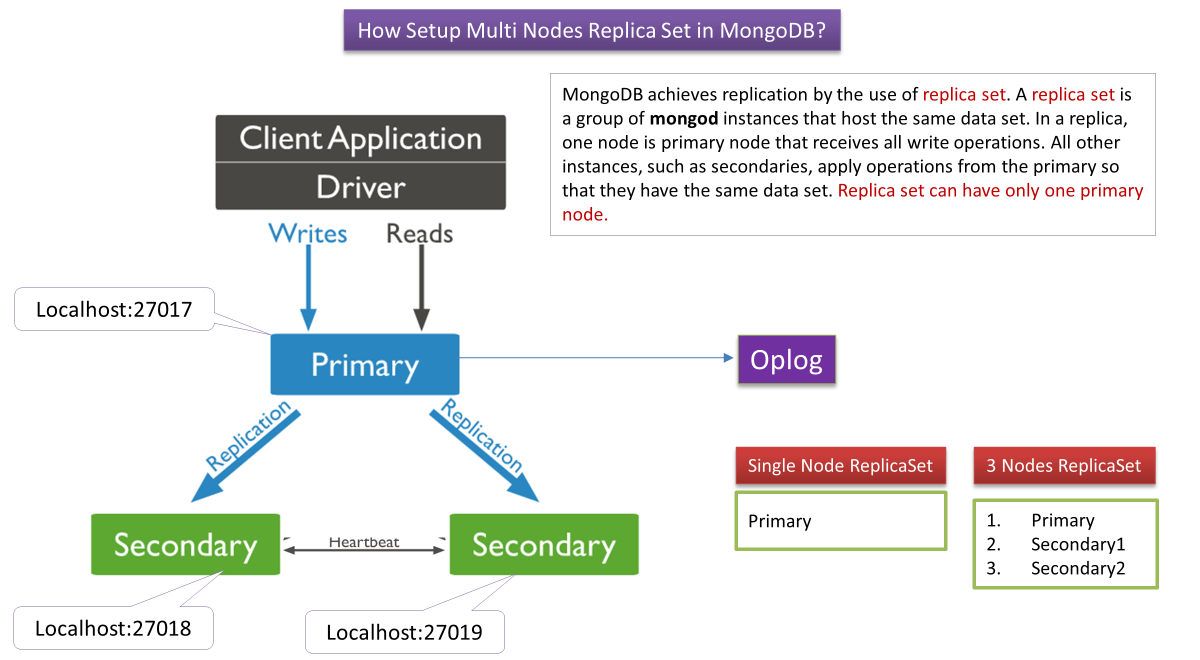 How Setup Multi Nodes Replica Set in MongoDB?
MongoDB achieves replication by the use of replica set. A replica set is
a group of mongod instances that host the same data set. In a replica,
one node is primary node that receives all write operations. All other
instances, such as secondaries, apply operations from the primary so
that they have the same data set. Replica set can have only one primary
node.
Client Application
Driver
Writes
Reads
Localhost:27017
Primary
Oplog
Replication
Replication
Single Node ReplicaSet
Primary
3 Nodes ReplicaSet
1. Primary
2. Secondary1
3. Secondary2
Secondary
Heartbeat
Secondary
Localhost:27018
Localhost:27019